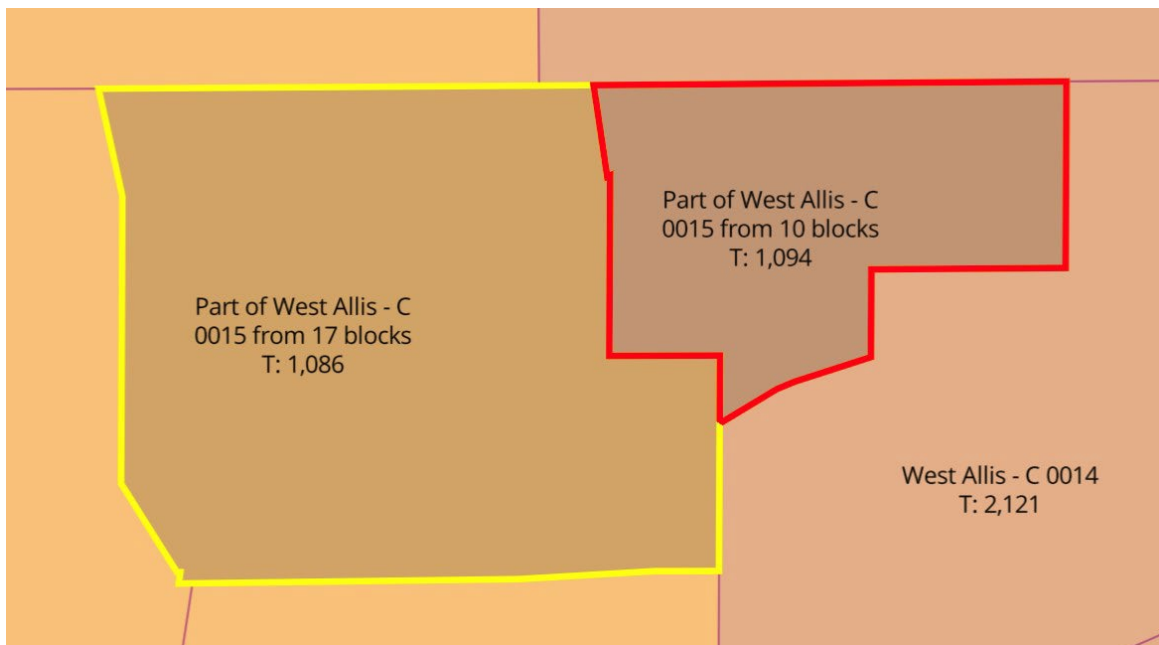 Part of West Allis - C
0015 from 10 blocks
T: 1,094
Part of West Allis - C
0015 from 17 blocks
T: 1,086
West Allis - C 0014
T: 2,121